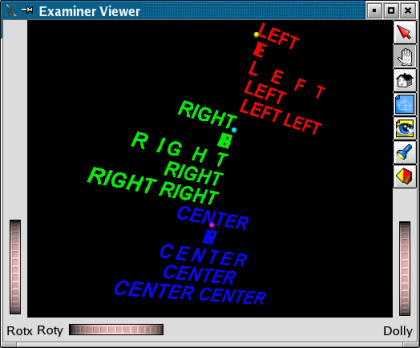 Examiner Viewer
LEFT
L E F T
LEFT
LEFT LEFT
RIGHT
R I G H T
RIGHT
RIGHT RIGHT
CENTER
C E N T E R
CENTER
CENTER CENTER
Rotx Roty Dolly